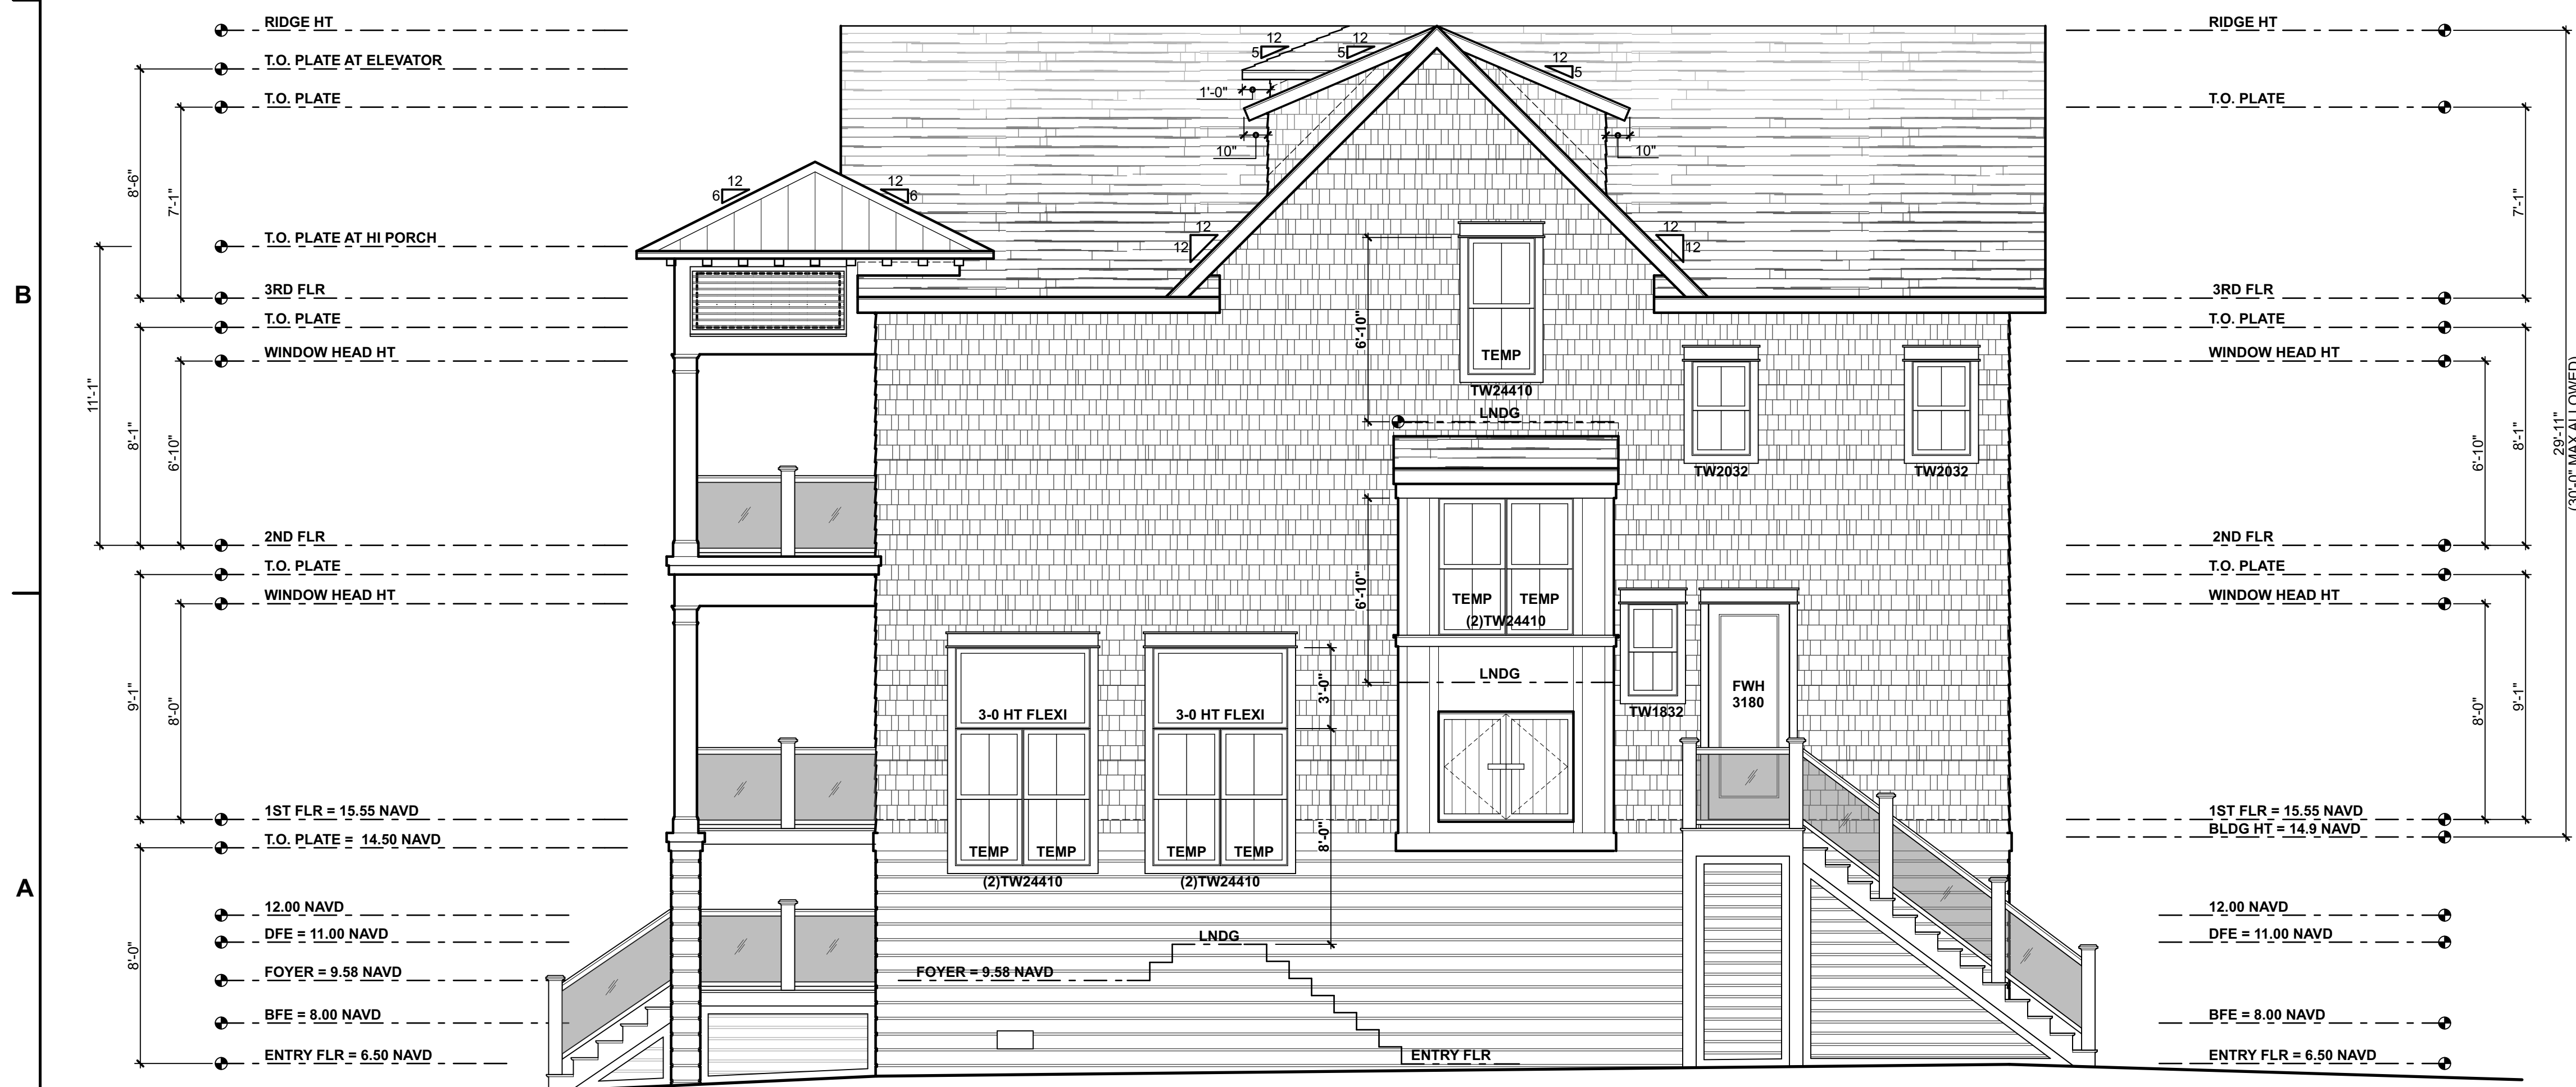 RIDGE HT
T.O. PLATE AT ELEVATOR
T.O. PLATE
T.O. PLATE AT HI PORCH
3RD FLR
T.O. PLATE
WINDOW HEAD HT
2ND FLR
T.O. PLATE
WINDOW HEAD HT
1ST FLR = 15.55 NAVD
T.O. PLATE = 14.50 NAVD
12.00 NAVD
DFE = 11.00 NAVD
FOYER = 9.58 NAVD
BFE = 8.00 NAVD
ENTRY FLR = 6.50 NAVD
B
A
8'-6"
7'-1"
11'-1"
8'-1"
6'-10"
9'-1"
8'-0"
8'-0"
12
6
12
6
12
5
12
5
12
5
1'-0"
10"
10"
12
12
12
12
6'-10"
TEMP
TW24410
LNDG
TW2032
TW2032
6'-10"
TEMP
TEMP
(2)TW24410
LNDG
3-0 HT FLEXI
3-0 HT FLEXI
3'-0"
TW1832
FWH
3180
TEMP
TEMP
TEMP
TEMP
(2)TW24410
(2)TW24410
8'-0"
LNDG
FOYER = 9.58 NAVD
ENTRY FLR
RIDGE HT
T.O. PLATE
3RD FLR
T.O. PLATE
WINDOW HEAD HT
2ND FLR
T.O. PLATE
WINDOW HEAD HT
1ST FLR = 15.55 NAVD
BLDG HT = 14.9 NAVD
12.00 NAVD
DFE = 11.00 NAVD
BFE = 8.00 NAVD
ENTRY FLR = 6.50 NAVD
7'-1"
6'-10"
8'-1"
29'-11"
(30'-0" MAX ALLOWED)
8'-0"
9'-1"